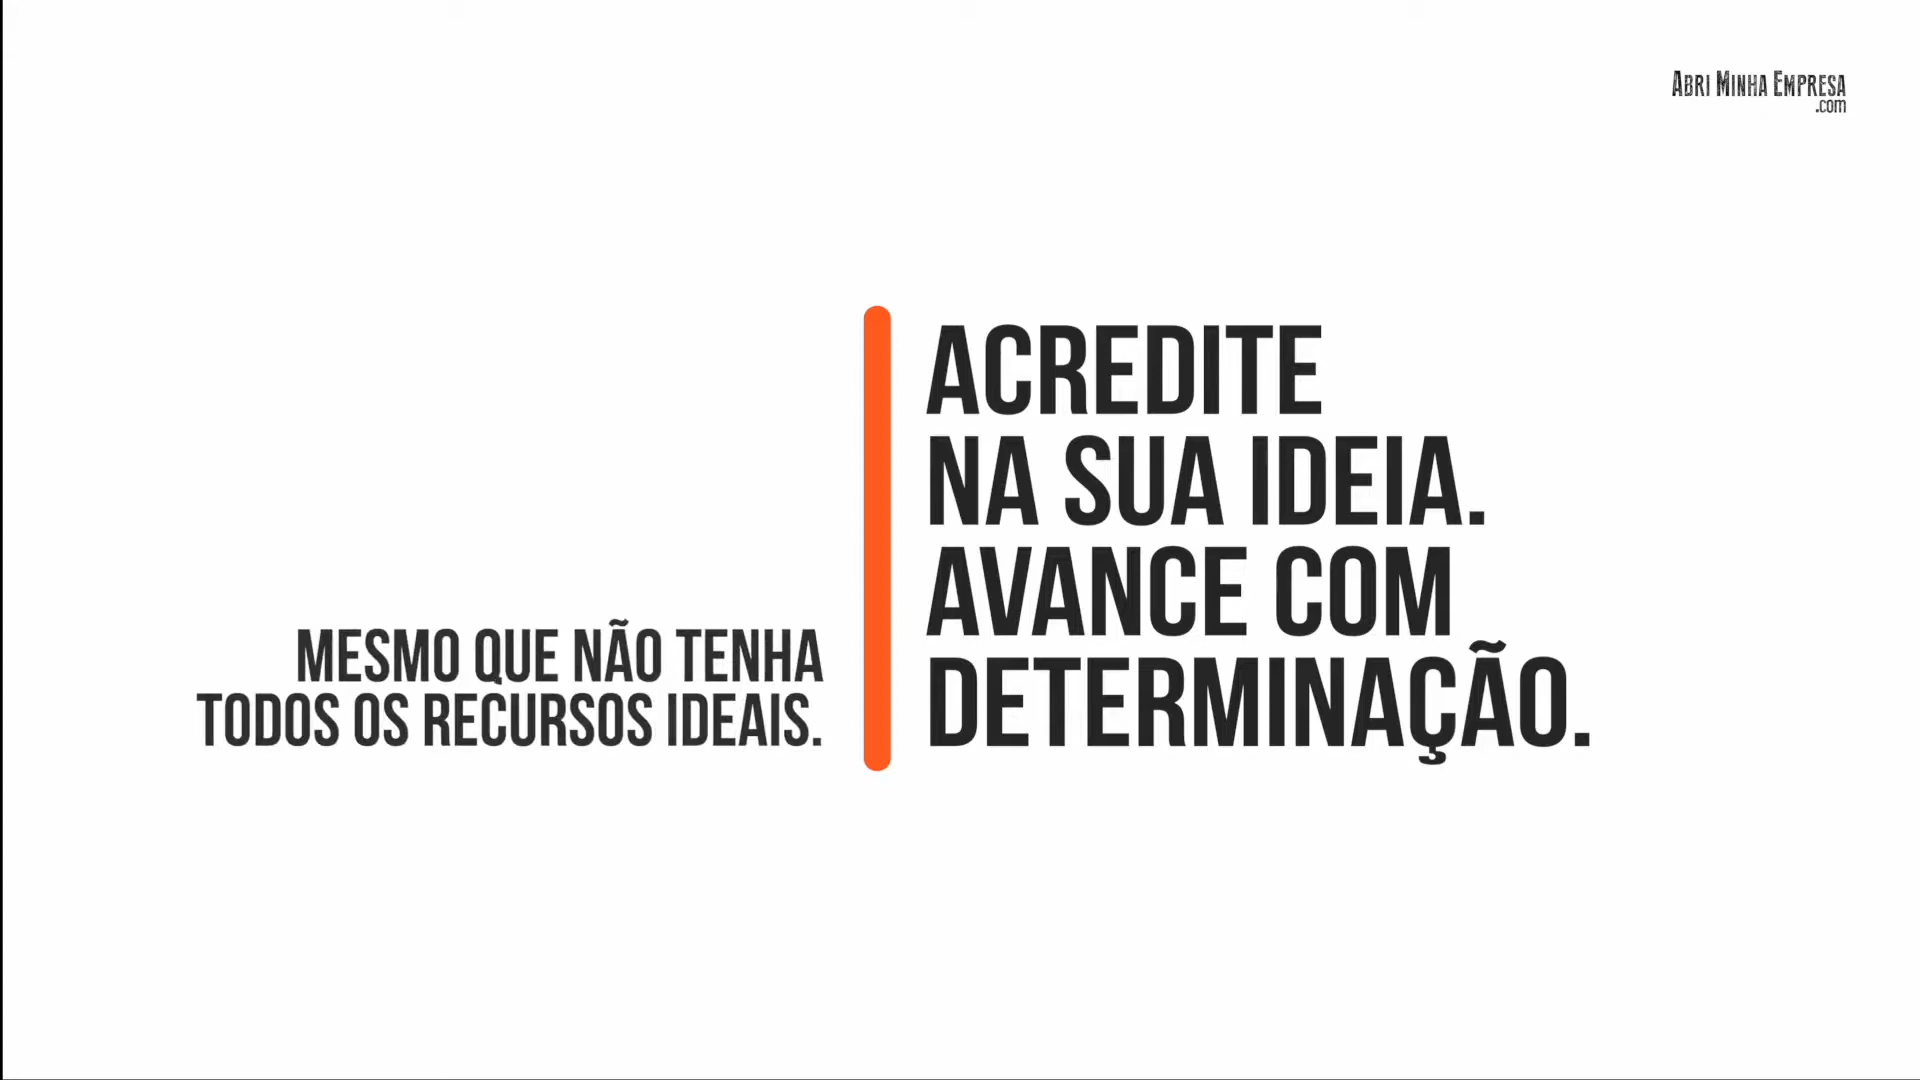 ABRI MINHA EMPRESA
.com
ACREDITE
NA SUA IDEIA.
AVANCE COM
DETERMINAÇÃO.
MESMO QUE NÃO TENHA
TODOS OS RECURSOS IDEAIS.